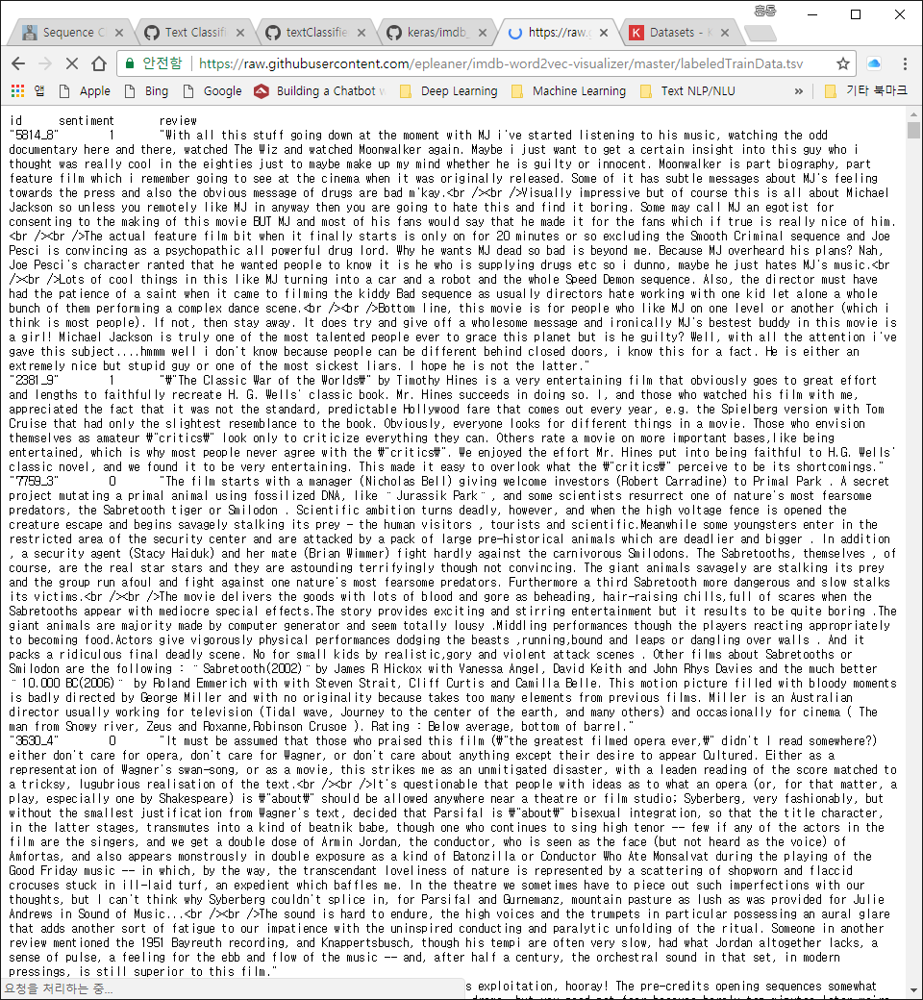 홍동
Sequence C
Text Classifi
textClassifie
keras/imdb_
https://raw.g
Datasets - K
안전함 https://raw.githubusercontent.com/epleaner/imdb-word2vec-visualizer/master/labeledTrainData.tsv
앱 Apple Bing Google Building a Chatbot Deep Learning Machine Learning Text NLP/NLU » 기타 북마크
id sentiment review
"5814_8" 1 "With all this stuff going down at the moment with MJ i've started listening to his music, watching the odd
documentary here and there, watched The Wiz and watched Moonwalker again. Maybe i just want to get a certain insight into this guy who i
thought was really cool in the eighties just to maybe make up my mind whether he is guilty or innocent. Moonwalker is part biography, part
feature film which i remember going to see at the cinema when it was originally released. Some of it has subtle messages about MJ's feeling
towards the press and also the obvious message of drugs are bad m'kay.<br /><br />Visually impressive but of course this is all about Michael
Jackson so unless you remotely like MJ in anyway then you are going to hate this and find it boring. Some may call MJ an egotist for
consenting to the making of this movie BUT MJ and most of his fans would say that he made it for the fans which if true is really nice of him.
<br /><br />The actual feature film bit when it finally starts is only on for 20 minutes or so excluding the Smooth Criminal sequence and Joe
Pesci is convincing as a psychopathic all powerful drug lord. Why he wants MJ dead so bad is beyond me. Because MJ overheard his plans? Nah,
Joe Pesci's character ranted that he wanted people to know it is he who is supplying drugs etc so i dunno, maybe he just hates MJ's music.<br
/><br />Lots of cool things in this like MJ turning into a car and a robot and the whole Speed Demon sequence. Also, the director must have
had the patience of a saint when it came to filming the kiddy Bad sequence as usually directors hate working with one kid let alone a whole
bunch of them performing a complex dance scene.<br /><br />Bottom line, this movie is for people who like MJ on one level or another (which i
think is most people). If not, then stay away. It does try and give off a wholesome message and ironically MJ's bestest buddy in this movie is
a girl! Michael Jackson is truly one of the most talented people ever to grace this planet but is he guilty? Well, with all the attention i've
gave this subject....hmmm well i don't know because people can be different behind closed doors, i know this for a fact. He is either an
extremely nice but stupid guy or one of the most sickest liars. I hope he is not the latter."
"2381_9" 1 "₩"The Classic War of the Worlds₩" by Timothy Hines is a very entertaining film that obviously goes to great effort
and lengths to faithfully recreate H. G. Wells' classic book. Mr. Hines succeeds in doing so. I, and those who watched his film with me,
appreciated the fact that it was not the standard, predictable Hollywood fare that comes out every year, e.g. the Spielberg version with Tom
Cruise that had only the slightest resemblance to the book. Obviously, everyone looks for different things in a movie. Those who envision
themselves as amateur ₩"critics₩" look only to criticize everything they can. Others rate a movie on more important bases,like being
entertained, which is why most people never agree with the ₩"critics₩". We enjoyed the effort Mr. Hines put into being faithful to H.G. Wells'
classic novel, and we found it to be very entertaining. This made it easy to overlook what the ₩"critics₩" perceive to be its shortcomings."
"7759_3" 0 "The film starts with a manager (Nicholas Bell) giving welcome investors (Robert Carradine) to Primal Park . A secret
project mutating a primal animal using fossilized DNA, like ¨Jurassik Park¨, and some scientists resurrect one of nature's most fearsome
predators, the Sabretooth tiger or Smilodon . Scientific ambition turns deadly, however, and when the high voltage fence is opened the
creature escape and begins savagely stalking its prey - the human visitors , tourists and scientific.Meanwhile some youngsters enter in the
restricted area of the security center and are attacked by a pack of large pre-historical animals which are deadlier and bigger . In addition
, a security agent (Stacy Haiduk) and her mate (Brian Wimmer) fight hardly against the carnivorous Smilodons. The Sabretooths, themselves , of
course, are the real star stars and they are astounding terrifyingly though not convincing. The giant animals savagely are stalking its prey
and the group run afoul and fight against one nature's most fearsome predators. Furthermore a third Sabretooth more dangerous and slow stalks
its victims.<br /><br />The movie delivers the goods with lots of blood and gore as beheading, hair-raising chills,full of scares when the
Sabretooths appear with mediocre special effects.The story provides exciting and stirring entertainment but it results to be quite boring .The
giant animals are majority made by computer generator and seem totally lousy .Middling performances though the players reacting appropriately
to becoming food.Actors give vigorously physical performances dodging the beasts ,running,bound and leaps or dangling over walls . And it
packs a ridiculous final deadly scene. No for small kids by realistic,gory and violent attack scenes . Other films about Sabretooths or
Smilodon are the following : ¨Sabretooth(2002)¨by James R Hickox with Vanessa Angel, David Keith and John Rhys Davies and the much better
¨10.000 BC(2006)¨ by Roland Emmerich with with Steven Strait, Cliff Curtis and Camilla Belle. This motion picture filled with bloody moments
is badly directed by George Miller and with no originality because takes too many elements from previous films. Miller is an Australian
director usually working for television (Tidal wave, Journey to the center of the earth, and many others) and occasionally for cinema ( The
man from Snowy river, Zeus and Roxanne,Robinson Crusoe ). Rating : Below average, bottom of barrel."
"3630_4" 0 "It must be assumed that those who praised this film (₩"the greatest filmed opera ever,₩" didn't I read somewhere?)
either don't care for opera, don't care for Wagner, or don't care about anything except their desire to appear Cultured. Either as a
representation of Wagner's swan-song, or as a movie, this strikes me as an unmitigated disaster, with a leaden reading of the score matched to
a tricksy, lugubrious realisation of the text.<br /><br />It's questionable that people with ideas as to what an opera (or, for that matter, a
play, especially one by Shakespeare) is ₩"about₩" should be allowed anywhere near a theatre or film studio; Syberberg, very fashionably, but
without the smallest justification from Wagner's text, decided that Parsifal is ₩"about₩" bisexual integration, so that the title character,
in the latter stages, transmutes into a kind of beatnik babe, though one who continues to sing high tenor -- few if any of the actors in the
film are the singers, and we get a double dose of Armin Jordan, the conductor, who is seen as the face (but not heard as the voice) of
Amfortas, and also appears monstrously in double exposure as a kind of Batonzilla or Conductor Who Ate Monsalvat during the playing of the
Good Friday music -- in which, by the way, the transcendant loveliness of nature is represented by a scattering of shopworn and flaccid
crocuses stuck in ill-laid turf, an expedient which baffles me. In the theatre we sometimes have to piece out such imperfections with our
thoughts, but I can't think why Syberberg couldn't splice in, for Parsifal and Gurnemanz, mountain pasture as lush as was provided for Julie
Andrews in Sound of Music...<br /><br />The sound is hard to endure, the high voices and the trumpets in particular possessing an aural glare
that adds another sort of fatigue to our impatience with the uninspired conducting and paralytic unfolding of the ritual. Someone in another
review mentioned the 1951 Bayreuth recording, and Knappertsbusch, though his tempi are often very slow, had what Jordan altogether lacks, a
sense of pulse, a feeling for the ebb and flow of the music -- and, after half a century, the orchestral sound in that set, in modern
pressings, is still superior to this film."
요청을 처리하는 중...
s exploitation, hooray! The pre-credits opening sequences somewhat